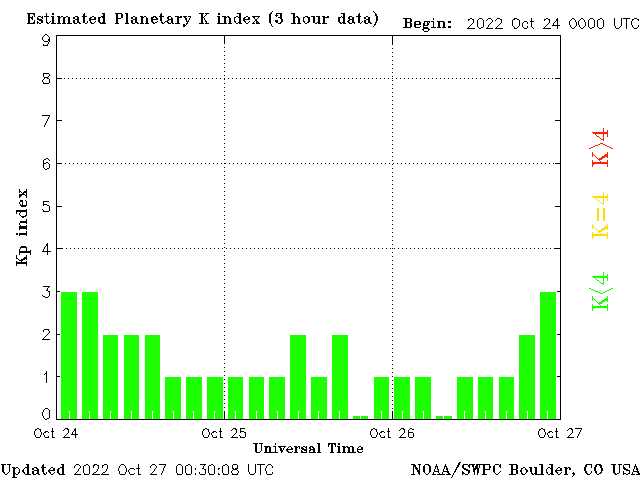 Estimated Planetary K index (3 hour data)
Begin: 2022 Oct 24 0000 UTC
9
8
7
6
5
4
3
2
1
0
Kp index
K>4
K=4
K<4
Oct 24
Oct 25
Oct 26
Oct 27
Universal Time
Updated 2022 Oct 27 00:30:08 UTC
NOAA/SWPC Boulder, CO USA